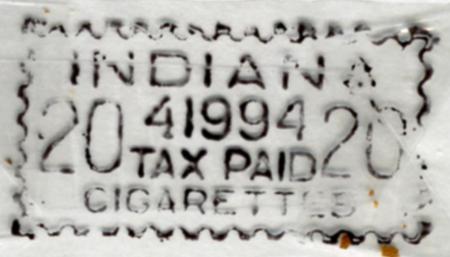 INDIANA
20 41994 20
TAX PAID
CIGARETTES